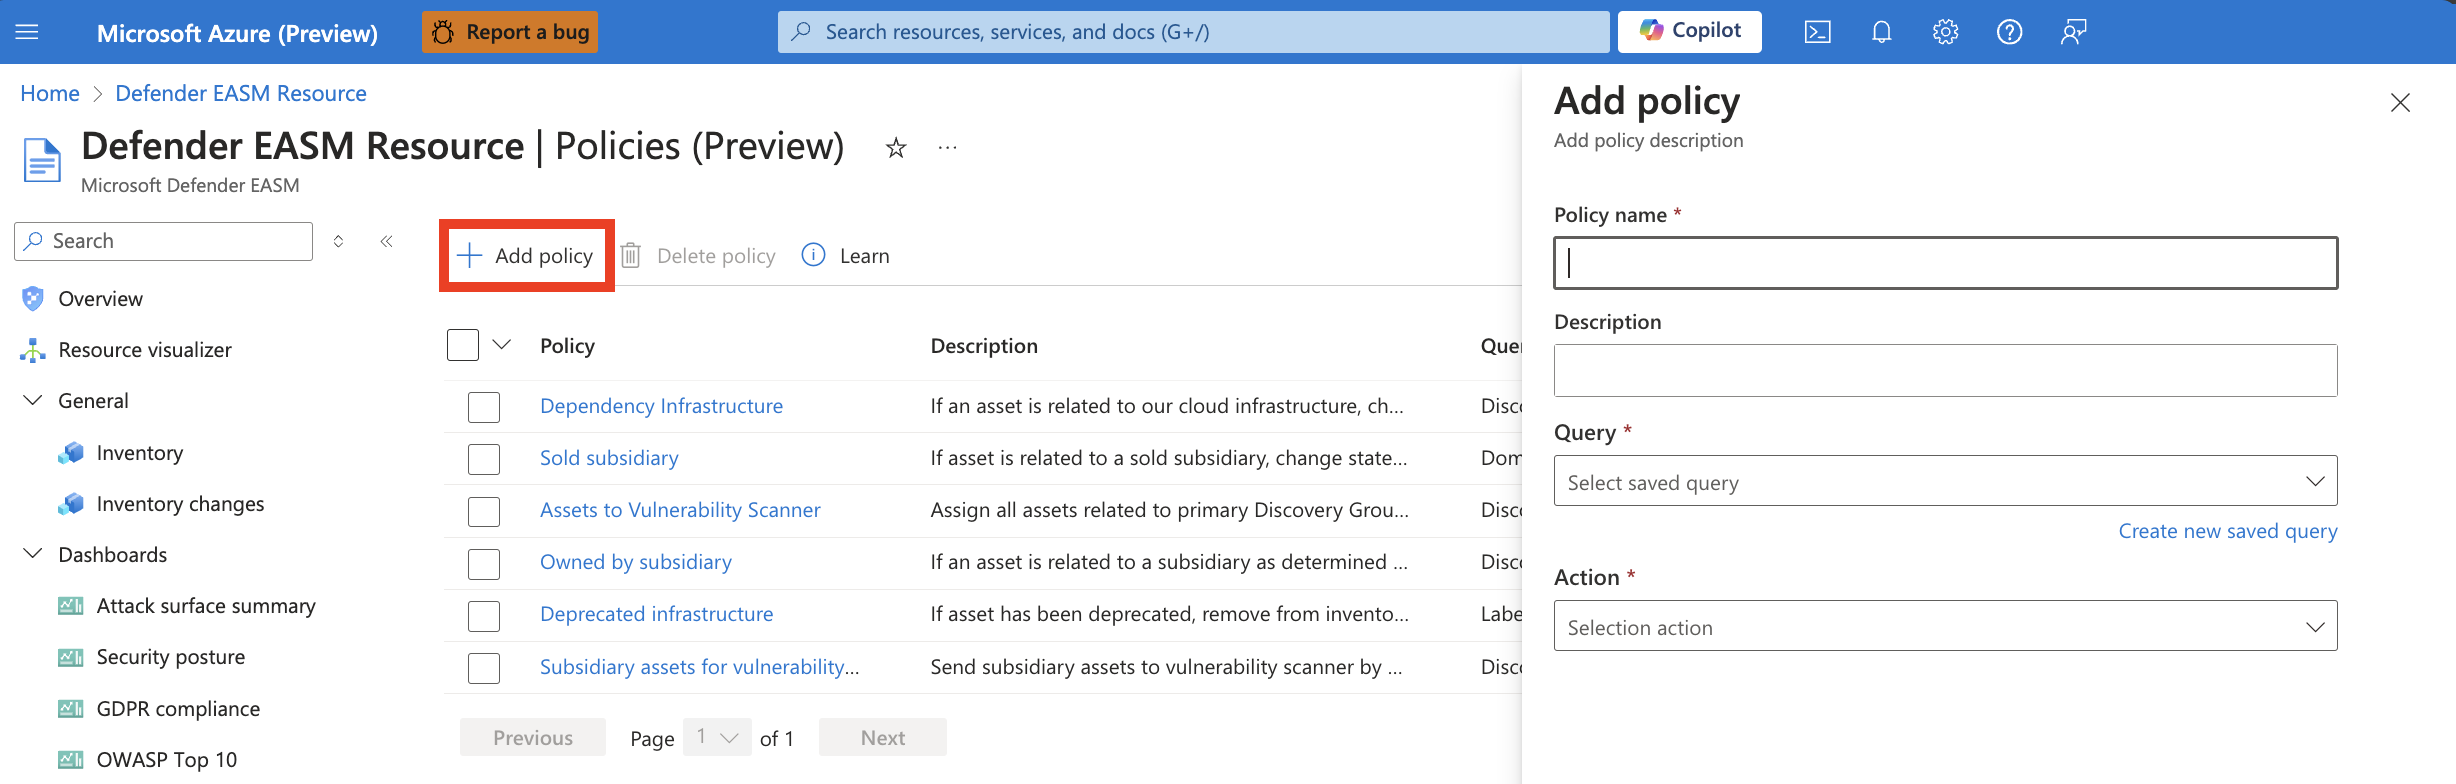 Microsoft Azure (Preview)
Report a bug
Search resources, services, and docs (G+/)
Copilot
Home > Defender EASM Resource
Defender EASM Resource | Policies (Preview)
Microsoft Defender EASM
Search
Overview
Resource visualizer
General
Inventory
Inventory changes
Dashboards
Attack surface summary
Security posture
GDPR compliance
OWASP Top 10
Add policy
Delete policy
Learn
Policy Description Quer
Dependency Infrastructure If an asset is related to our cloud infrastructure, ch... Disc
Sold subsidiary If asset is related to a sold subsidiary, change state... Dom
Assets to Vulnerability Scanner Assign all assets related to primary Discovery Grou... Disc
Owned by subsidiary If an asset is related to a subsidiary as determined ... Disc
Deprecated infrastructure If asset has been deprecated, remove from invento... Labe
Subsidiary assets for vulnerability... Send subsidiary assets to vulnerability scanner by ... Disc
Previous Page 1 of 1 Next
Add policy
Add policy description
Policy name *
Description
Query *
Select saved query
Create new saved query
Action *
Selection action